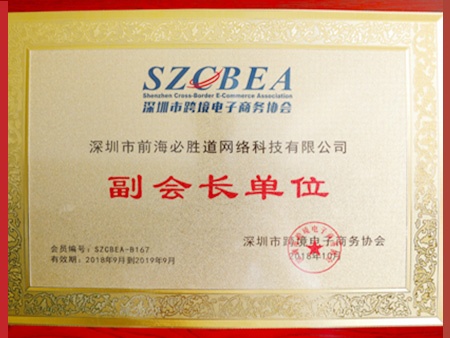 SZCBEA
Shenzhen Cross-Border E-Commerce Association
深圳市跨境电子商务协会
深圳市前海必胜道网络科技有限公司
副会长单位
会员编号：SZCBEA-B167
有效期：2018年9月到2019年9月
深圳市跨境电子商务协会
2018年10月